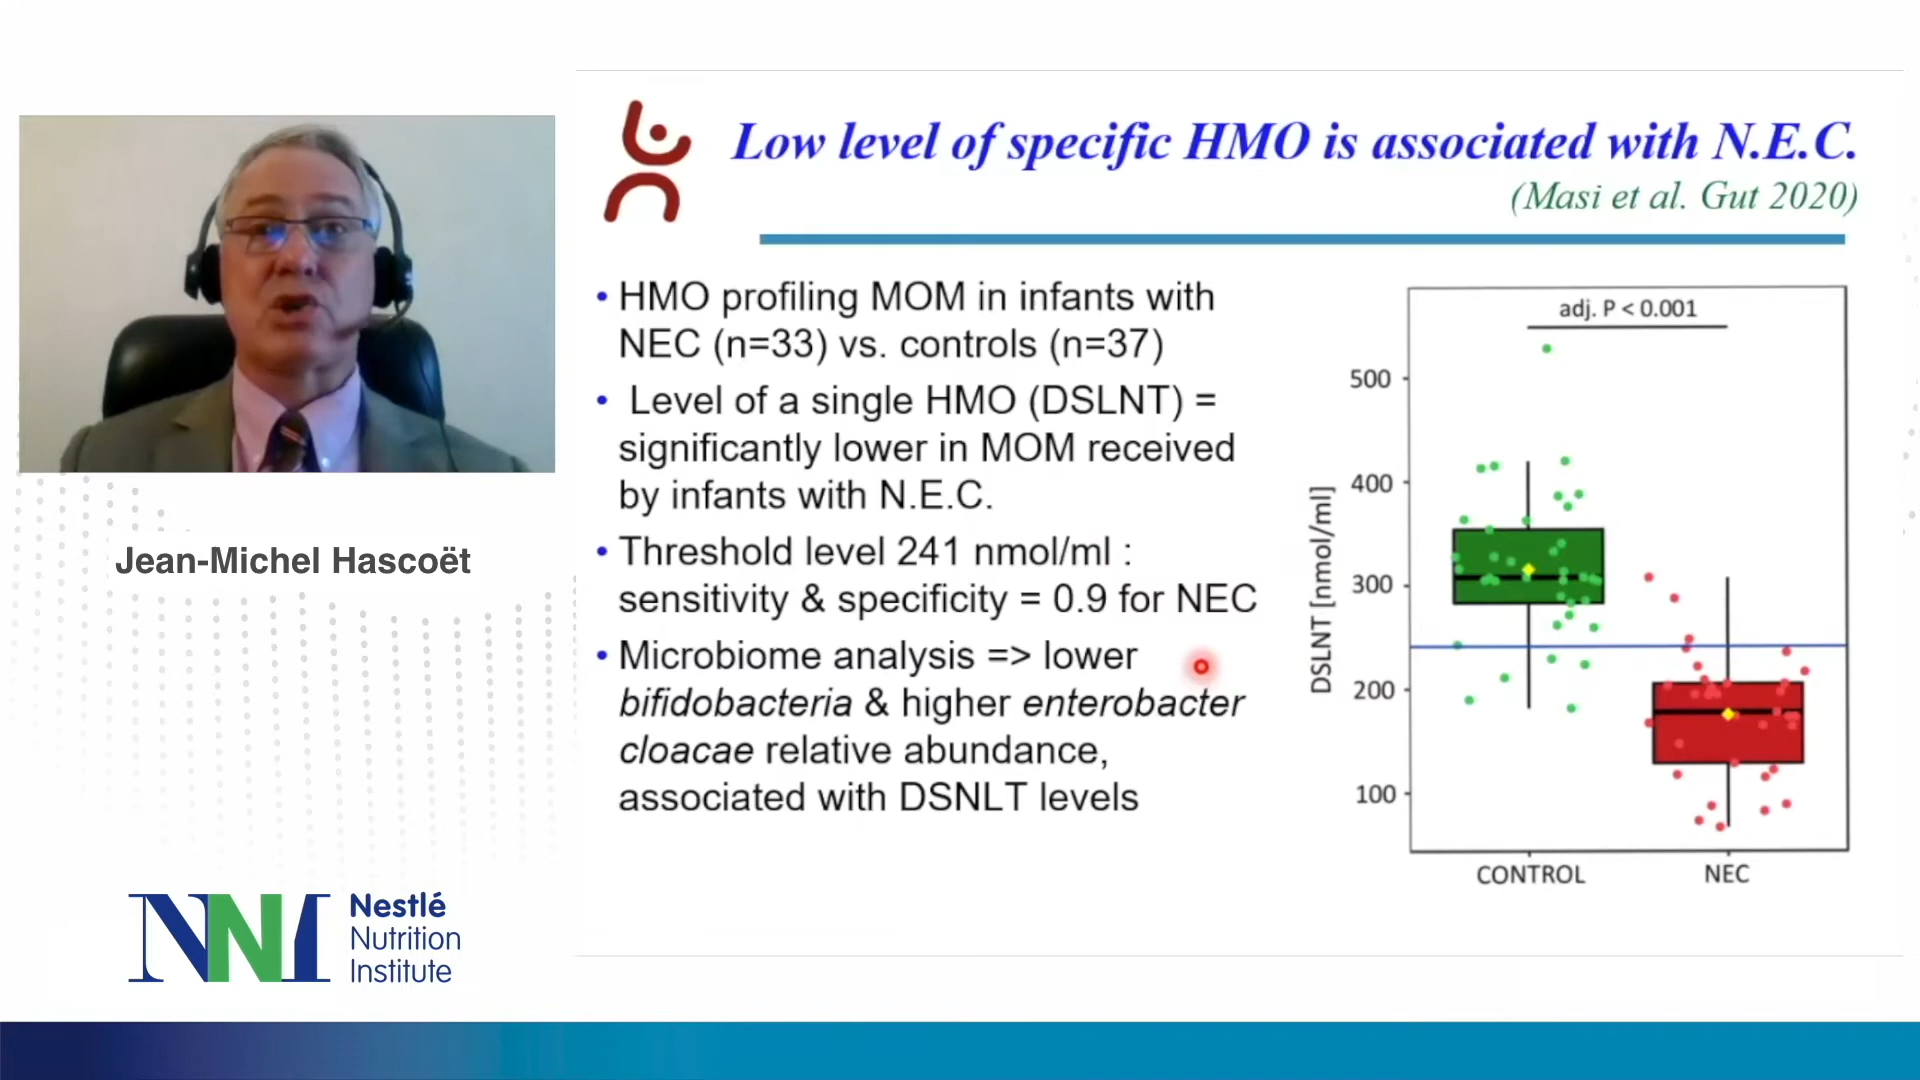 Low level of specific HMO is associated with N.E.C.
(Masi et al. Gut 2020)
• HMO profiling MOM in infants with
NEC (n=33) vs. controls (n=37)
• Level of a single HMO (DSLNT) =
significantly lower in MOM received
by infants with N.E.C.
• Threshold level 241 nmol/ml :
sensitivity & specificity = 0.9 for NEC
• Microbiome analysis => lower
bifidobacteria & higher enterobacter
cloacae relative abundance,
associated with DSNLT levels
adj. P < 0.001
DSLNT [nmol/ml]
500
400
300
200
100
CONTROL
NEC
Jean-Michel Hascoët
NNI
Nestlé
Nutrition
Institute